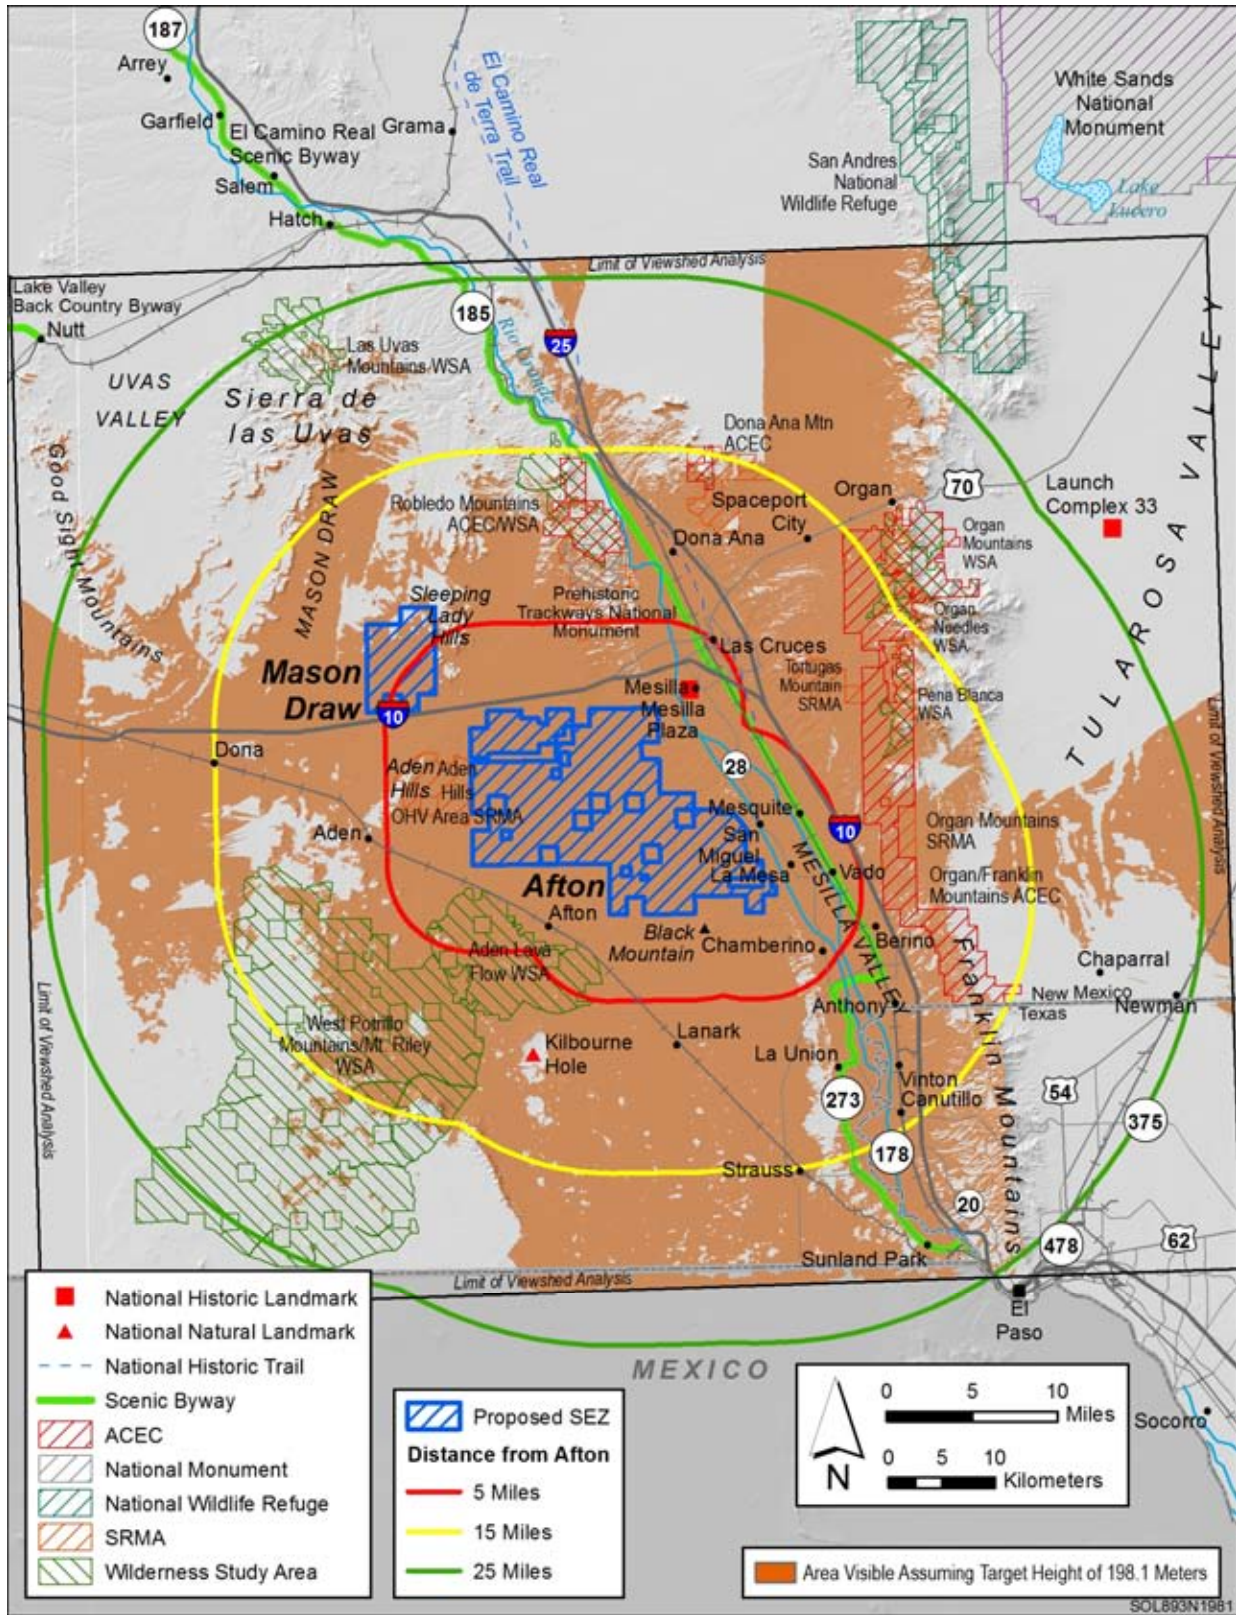 187
Arrey
Garfield
El Camino Real
Scenic Byway
Grama
Salem
Hatch
El Camino Real
de Terra Trail
White Sands
National
Monument
San Andres
National
Wildlife Refuge
Lake
Lucero
Limit of Viewshed Analysis
Lake Valley
Back Country Byway
Nutt
185
Rio Grande
25
Las Uvas
Mountains WSA
UVAS
VALLEY
Sierra de
las Uvas
Good Sight Mountains
MASON DRAW
Dona Ana Mtn
ACEC
Robledo Mountains
ACEC/WSA
Spaceport
City
Organ
70
Launch
Complex 33
TULAROSA VALLEY
Dona Ana
Organ
Mountains
WSA
Sleeping
Lady
Hills
Prehistoric
Trackways National
Monument
Organ
Needles
WSA
Las Cruces
Mason
Draw
10
Mesilla
Mesilla
Plaza
Tortugas
Mountain
SRMA
Pena Blanca
WSA
Limit of Viewshed Analysis
Dona
28
Aden
Hills
Aden
Hills
OHV Area SRMA
Aden
Mesquite
San
Miguel
La Mesa
10
Organ Mountains
SRMA
MESILLA VALLEY
Vado
Organ/Franklin
Mountains ACEC
Afton
Afton
Black
Mountain
Chamberino
Berino
Aden Lava
Flow WSA
Franklin Mountains
Chaparral
Anthony
New Mexico
Texas
Newman
Limit of Viewshed Analysis
West Potrillo
Mountains/Mt. Riley
WSA
Kilbourne
Hole
Lanark
La Union
Vinton
Canutillo
273
54
375
178
Strauss
20
Sunland Park
478
62
Limit of Viewshed Analysis
El
Paso
MEXICO
Socorro
National Historic Landmark
National Natural Landmark
National Historic Trail
Scenic Byway
ACEC
National Monument
National Wildlife Refuge
SRMA
Wilderness Study Area
Proposed SEZ
Distance from Afton
5 Miles
15 Miles
25 Miles
N
0 5 10
Miles
0 5 10
Kilometers
Area Visible Assuming Target Height of 198.1 Meters
SOL893N1981